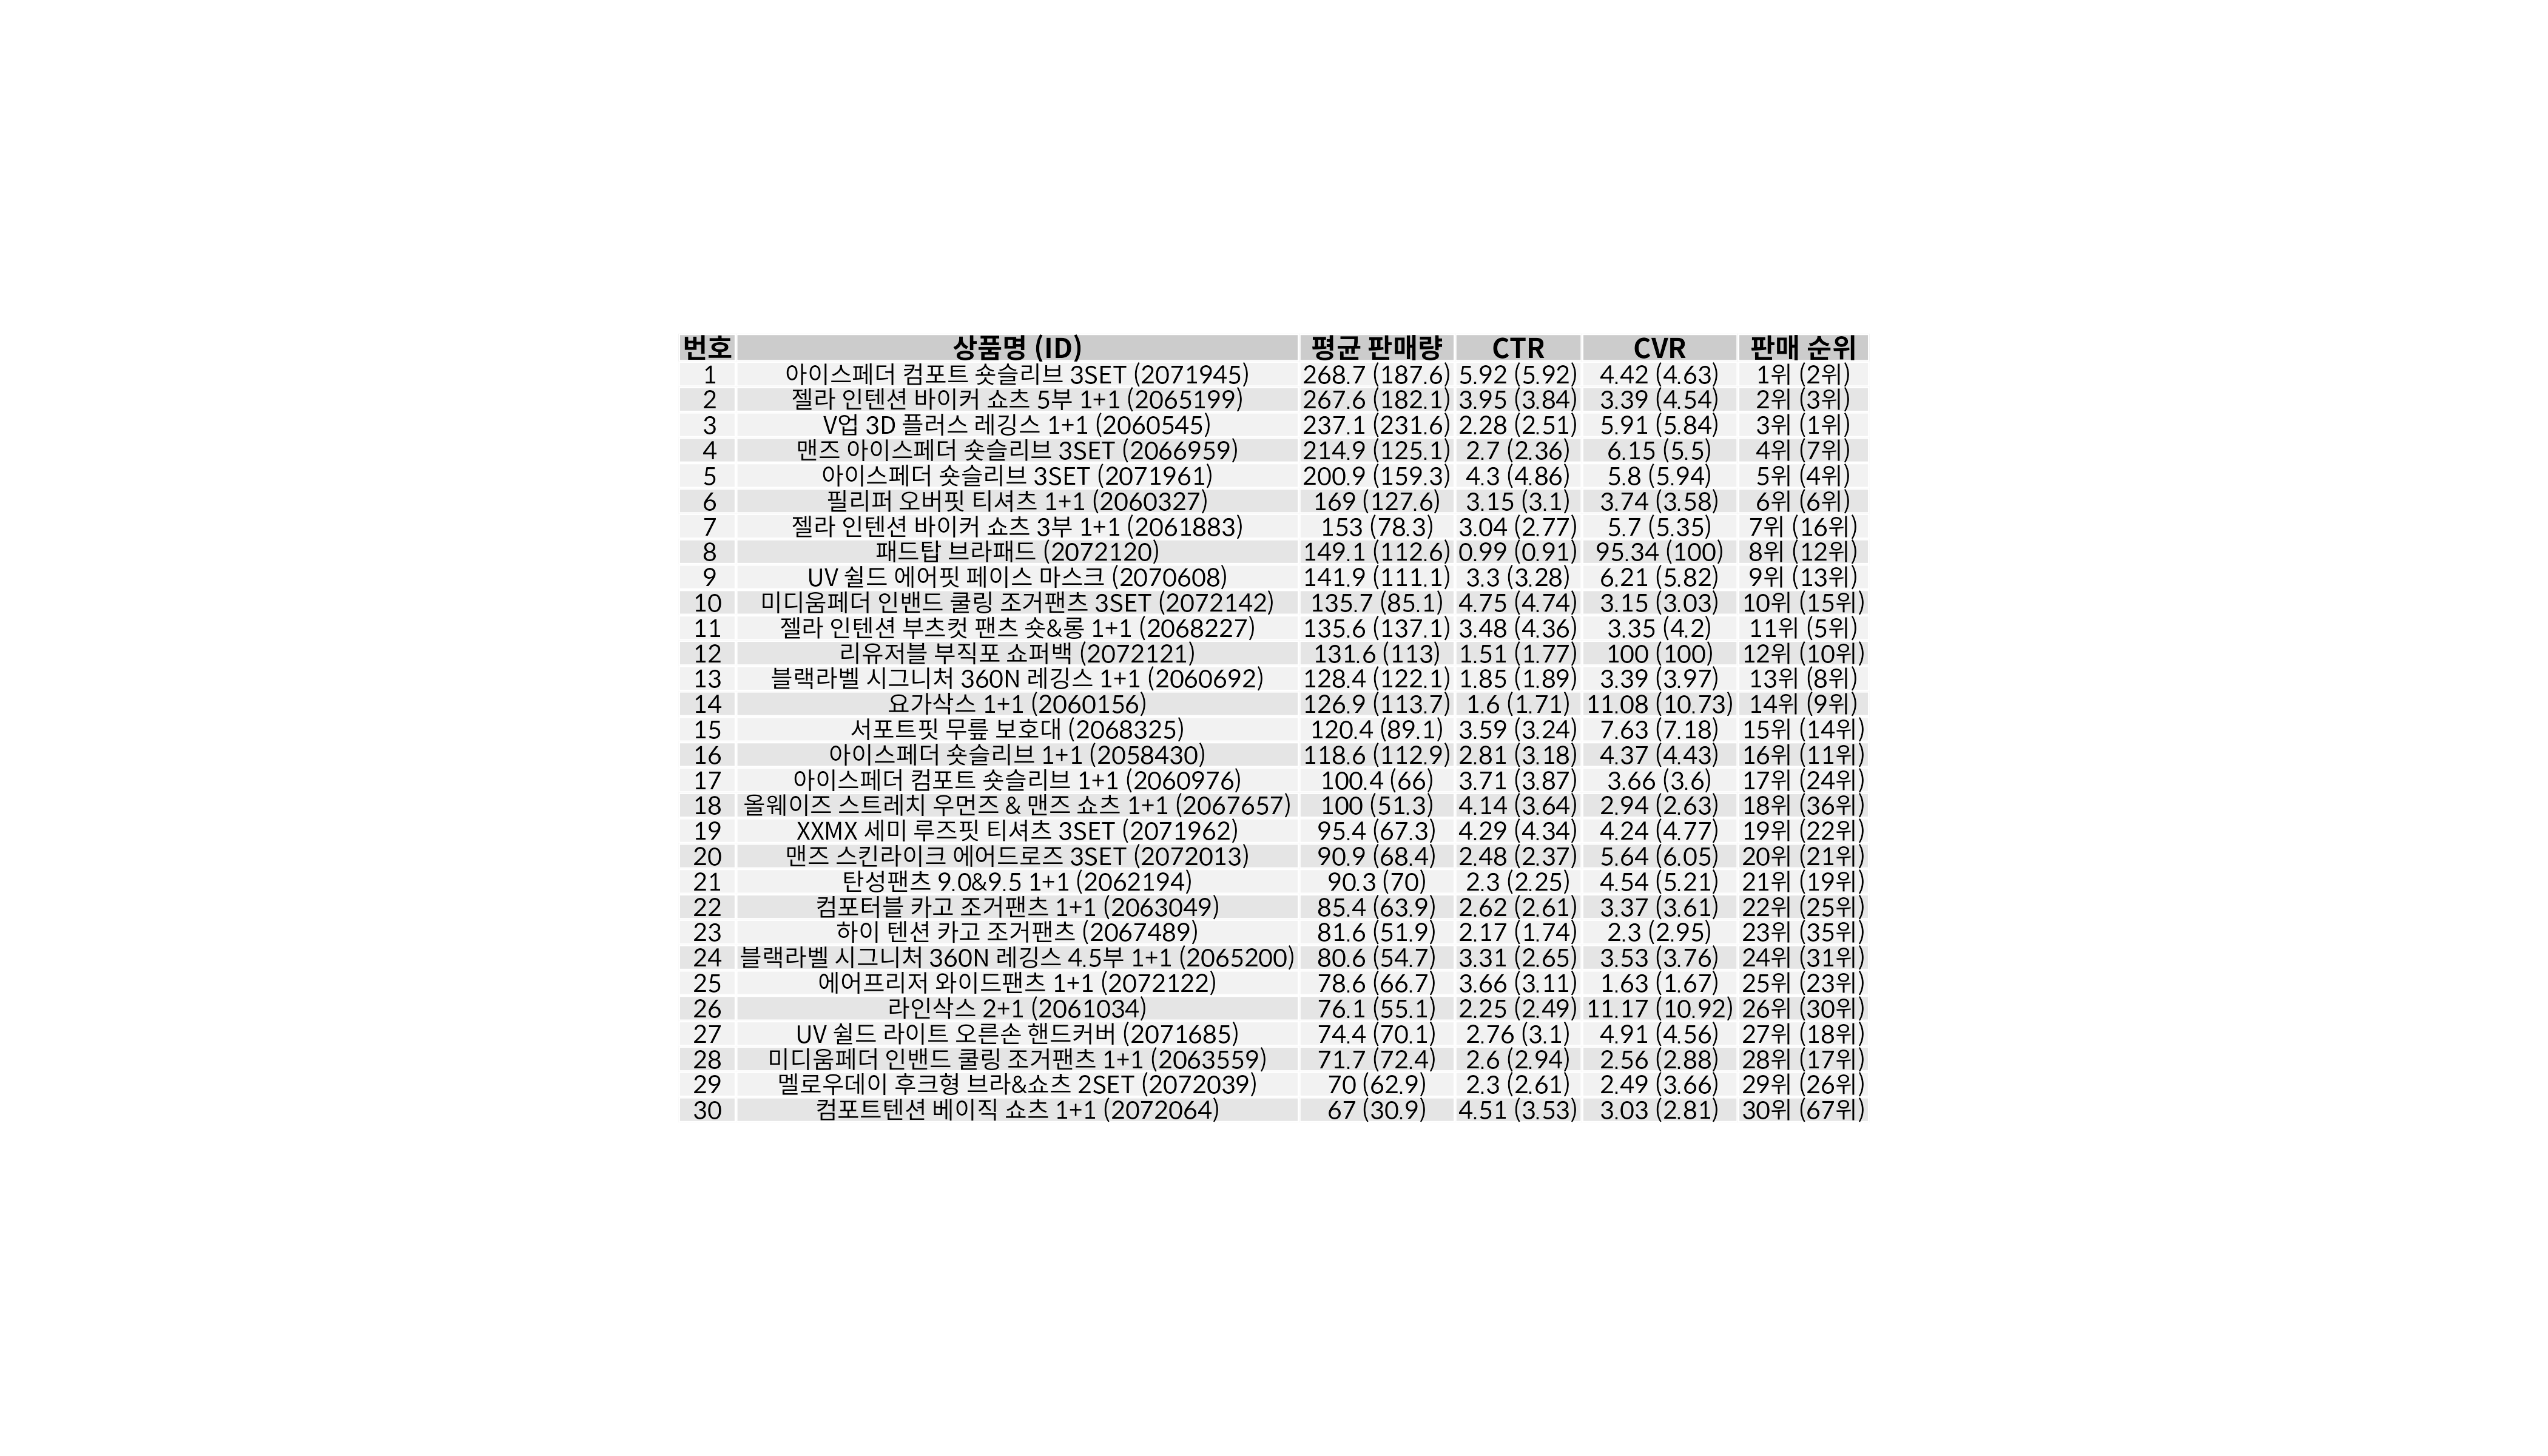 번호 상품명 (ID) 평균 판매량 CTR CVR 판매 순위
1 아이스페더 컴포트 숏슬리브 3SET (2071945) 268.7 (187.6) 5.92 (5.92) 4.42 (4.63) 1위 (2위)
2 젤라 인텐션 바이커 쇼츠 5부 1+1 (2065199) 267.6 (182.1) 3.95 (3.84) 3.39 (4.54) 2위 (3위)
3 V업 3D 플러스 레깅스 1+1 (2060545) 237.1 (231.6) 2.28 (2.51) 5.91 (5.84) 3위 (1위)
4 맨즈 아이스페더 숏슬리브 3SET (2066959) 214.9 (125.1) 2.7 (2.36) 6.15 (5.5) 4위 (7위)
5 아이스페더 숏슬리브 3SET (2071961) 200.9 (159.3) 4.3 (4.86) 5.8 (5.94) 5위 (4위)
6 필리퍼 오버핏 티셔츠 1+1 (2060327) 169 (127.6) 3.15 (3.1) 3.74 (3.58) 6위 (6위)
7 젤라 인텐션 바이커 쇼츠 3부 1+1 (2061883) 153 (78.3) 3.04 (2.77) 5.7 (5.35) 7위 (16위)
8 패드탑 브라패드 (2072120) 149.1 (112.6) 0.99 (0.91) 95.34 (100) 8위 (12위)
9 UV 쉴드 에어핏 페이스 마스크 (2070608) 141.9 (111.1) 3.3 (3.28) 6.21 (5.82) 9위 (13위)
10 미디움페더 인밴드 쿨링 조거팬츠 3SET (2072142) 135.7 (85.1) 4.75 (4.74) 3.15 (3.03) 10위 (15위)
11 젤라 인텐션 부츠컷 팬츠 숏&롱 1+1 (2068227) 135.6 (137.1) 3.48 (4.36) 3.35 (4.2) 11위 (5위)
12 리유저블 부직포 쇼퍼백 (2072121) 131.6 (113) 1.51 (1.77) 100 (100) 12위 (10위)
13 블랙라벨 시그니처 360N 레깅스 1+1 (2060692) 128.4 (122.1) 1.85 (1.89) 3.39 (3.97) 13위 (8위)
14 요가삭스 1+1 (2060156) 126.9 (113.7) 1.6 (1.71) 11.08 (10.73) 14위 (9위)
15 서포트핏 무릎 보호대 (2068325) 120.4 (89.1) 3.59 (3.24) 7.63 (7.18) 15위 (14위)
16 아이스페더 숏슬리브 1+1 (2058430) 118.6 (112.9) 2.81 (3.18) 4.37 (4.43) 16위 (11위)
17 아이스페더 컴포트 숏슬리브 1+1 (2060976) 100.4 (66) 3.71 (3.87) 3.66 (3.6) 17위 (24위)
18 올웨이즈 스트레치 우먼즈 & 맨즈 쇼츠 1+1 (2067657) 100 (51.3) 4.14 (3.64) 2.94 (2.63) 18위 (36위)
19 XXMX 세미 루즈핏 티셔츠 3SET (2071962) 95.4 (67.3) 4.29 (4.34) 4.24 (4.77) 19위 (22위)
20 맨즈 스킨라이크 에어드로즈 3SET (2072013) 90.9 (68.4) 2.48 (2.37) 5.64 (6.05) 20위 (21위)
21 탄성팬츠 9.0&9.5 1+1 (2062194) 90.3 (70) 2.3 (2.25) 4.54 (5.21) 21위 (19위)
22 컴포터블 카고 조거팬츠 1+1 (2063049) 85.4 (63.9) 2.62 (2.61) 3.37 (3.61) 22위 (25위)
23 하이 텐션 카고 조거팬츠 (2067489) 81.6 (51.9) 2.17 (1.74) 2.3 (2.95) 23위 (35위)
24 블랙라벨 시그니처 360N 레깅스 4.5부 1+1 (2065200) 80.6 (54.7) 3.31 (2.65) 3.53 (3.76) 24위 (31위)
25 에어프리저 와이드팬츠 1+1 (2072122) 78.6 (66.7) 3.66 (3.11) 1.63 (1.67) 25위 (23위)
26 라인삭스 2+1 (2061034) 76.1 (55.1) 2.25 (2.49) 11.17 (10.92) 26위 (30위)
27 UV 쉴드 라이트 오른손 핸드커버 (2071685) 74.4 (70.1) 2.76 (3.1) 4.91 (4.56) 27위 (18위)
28 미디움페더 인밴드 쿨링 조거팬츠 1+1 (2063559) 71.7 (72.4) 2.6 (2.94) 2.56 (2.88) 28위 (17위)
29 멜로우데이 후크형 브라&쇼츠 2SET (2072039) 70 (62.9) 2.3 (2.61) 2.49 (3.66) 29위 (26위)
30 컴포트텐션 베이직 쇼츠 1+1 (2072064) 67 (30.9) 4.51 (3.53) 3.03 (2.81) 30위 (67위)